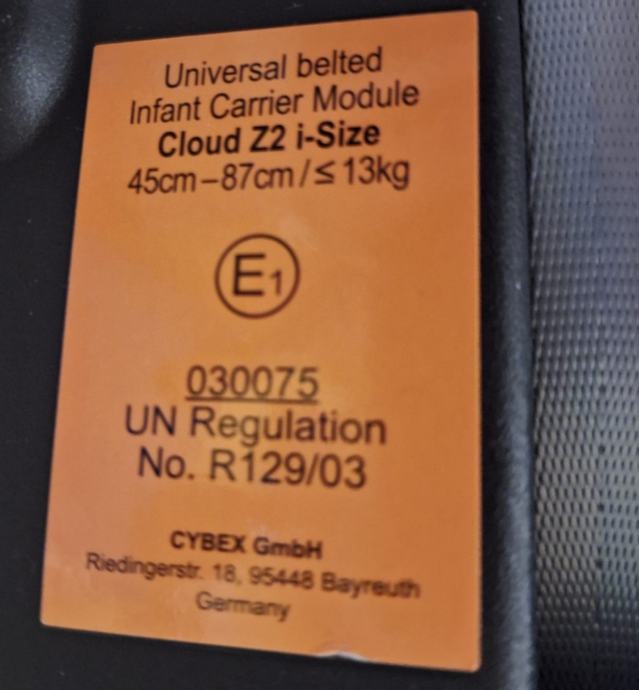 Universal belted
Infant Carrier Module
Cloud Z2 i-Size
45cm–87cm/≤13kg
E1
030075
UN Regulation
No. R129/03
CYBEX GmbH
Riedingerstr. 18, 95448 Bayreuth
Germany